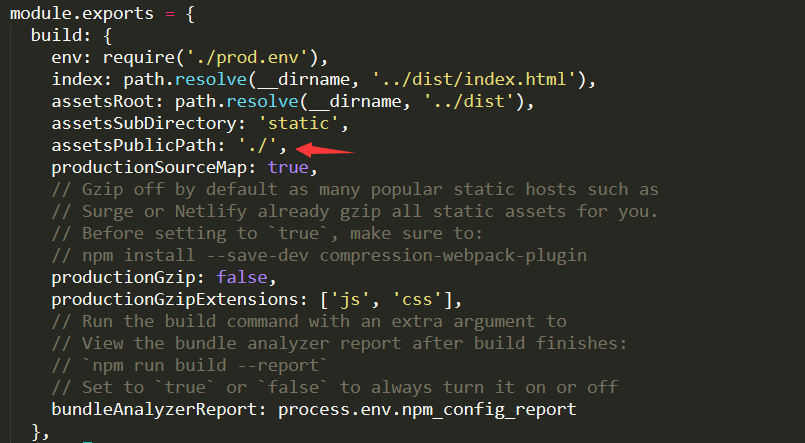 module.exports = {
  build: {
    env: require('./prod.env'),
    index: path.resolve(__dirname, '../dist/index.html'),
    assetsRoot: path.resolve(__dirname, '../dist'),
    assetsSubDirectory: 'static',
    assetsPublicPath: './',
    productionSourceMap: true,
    // Gzip off by default as many popular static hosts such as
    // Surge or Netlify already gzip all static assets for you.
    // Before setting to `true`, make sure to:
    // npm install --save-dev compression-webpack-plugin
    productionGzip: false,
    productionGzipExtensions: ['js', 'css'],
    // Run the build command with an extra argument to
    // View the bundle analyzer report after build finishes:
    // `npm run build --report`
    // Set to `true` or `false` to always turn it on or off
    bundleAnalyzerReport: process.env.npm_config_report
  },